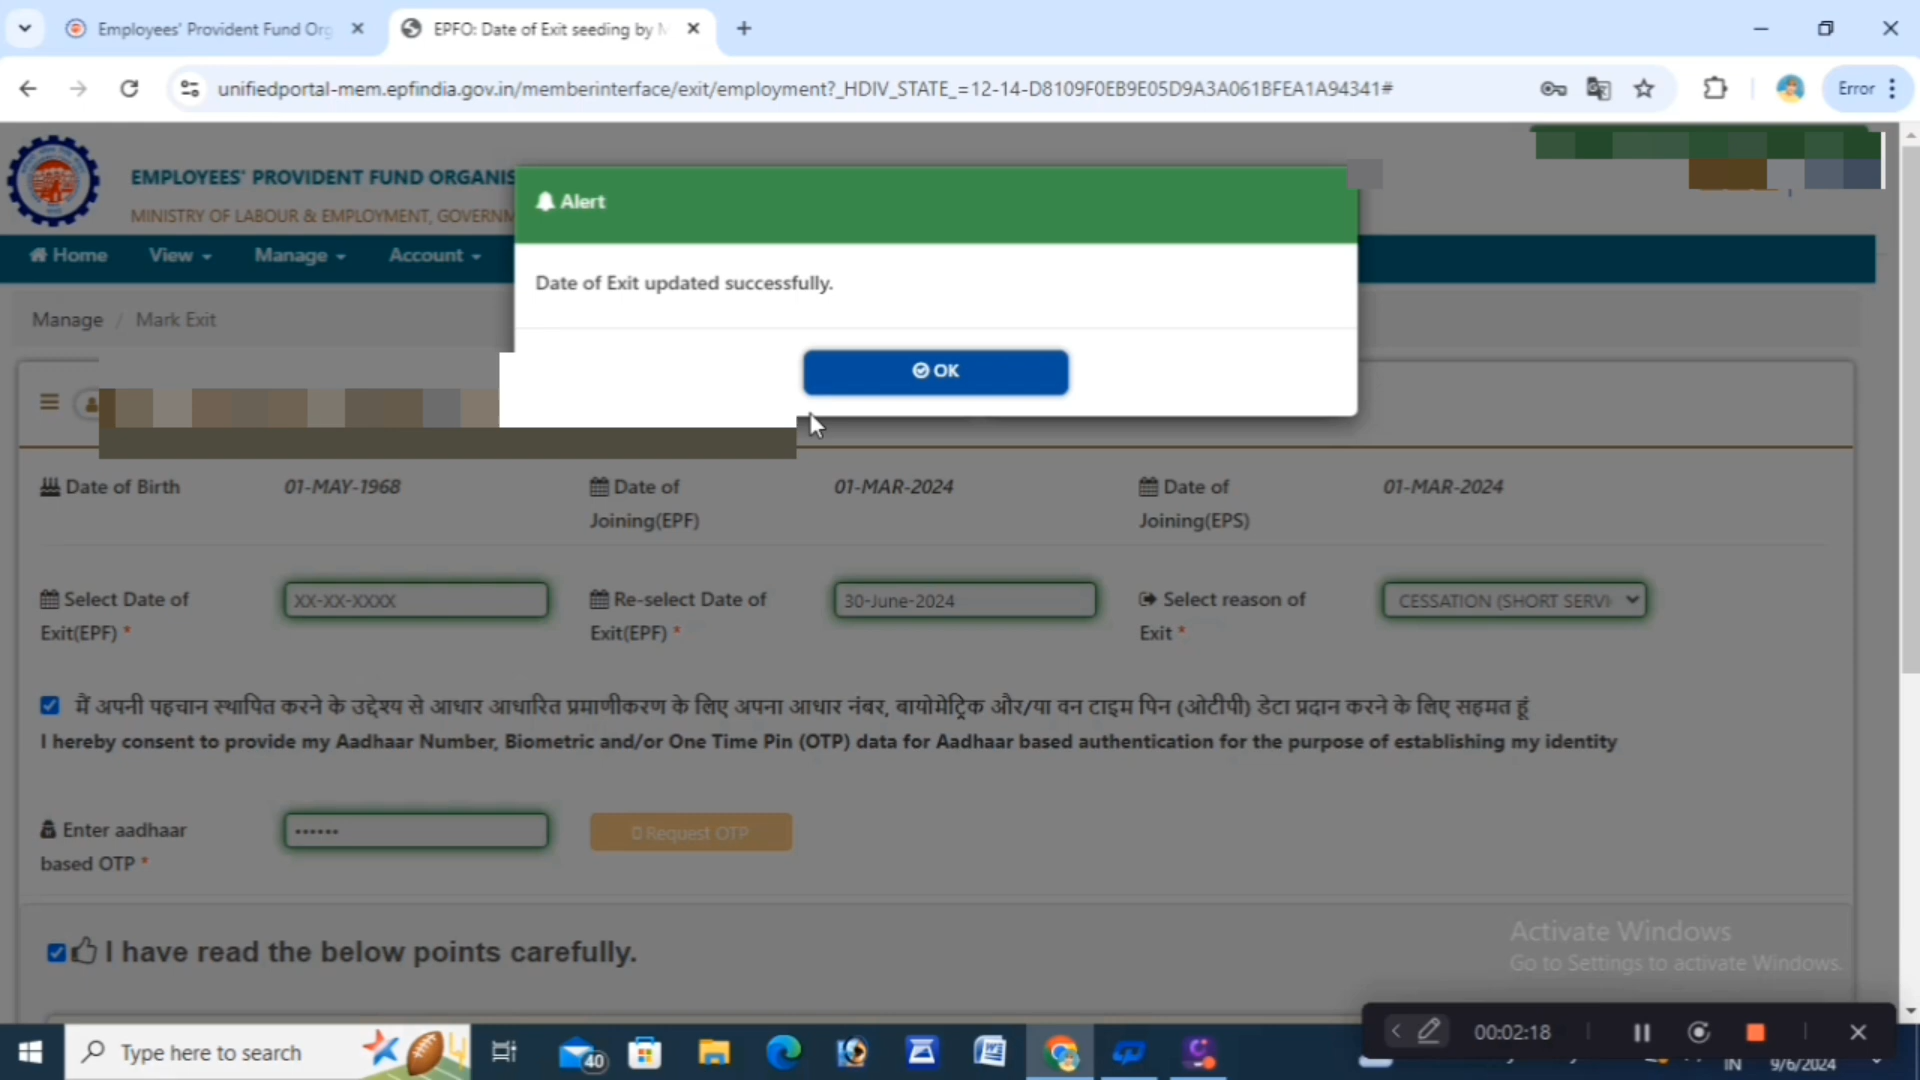 Employees' Provident Fund Org
EPFO: Date of Exit seeding by M
unifiedportal-mem.epfindia.gov.in/memberinterface/exit/employment?_HDIV_STATE_=12-14-D8109F0EB9E05D9A3A061BFEA1A94341#
Error
EMPLOYEES' PROVIDENT FUND ORGANIS
MINISTRY OF LABOUR & EMPLOYMENT, GOVERNM
Alert
Date of Exit updated successfully.
OK
Home View Manage Account
Manage / Mark Exit
Date of Birth 01-MAY-1968 Date of Joining(EPF) 01-MAR-2024 Date of Joining(EPS) 01-MAR-2024
Select Date of Exit(EPF) * XX-XX-XXXX Re-select Date of Exit(EPF) * 30-June-2024 Select reason of Exit * CESSATION (SHORT SERVI
मैं अपनी पहचान स्थापित करने के उद्देश्य से आधार आधारित प्रमाणीकरण के लिए अपना आधार नंबर, बायोमेट्रिक और/या वन टाइम पिन (ओटीपी) डेटा प्रदान करने के लिए सहमत हूं
I hereby consent to provide my Aadhaar Number, Biometric and/or One Time Pin (OTP) data for Aadhaar based authentication for the purpose of establishing my identity
Enter aadhaar based OTP * •••••• Request OTP
I have read the below points carefully.
Activate Windows
Go to Settings to activate Windows.
00:02:18
Type here to search
40
IN 9/6/2024